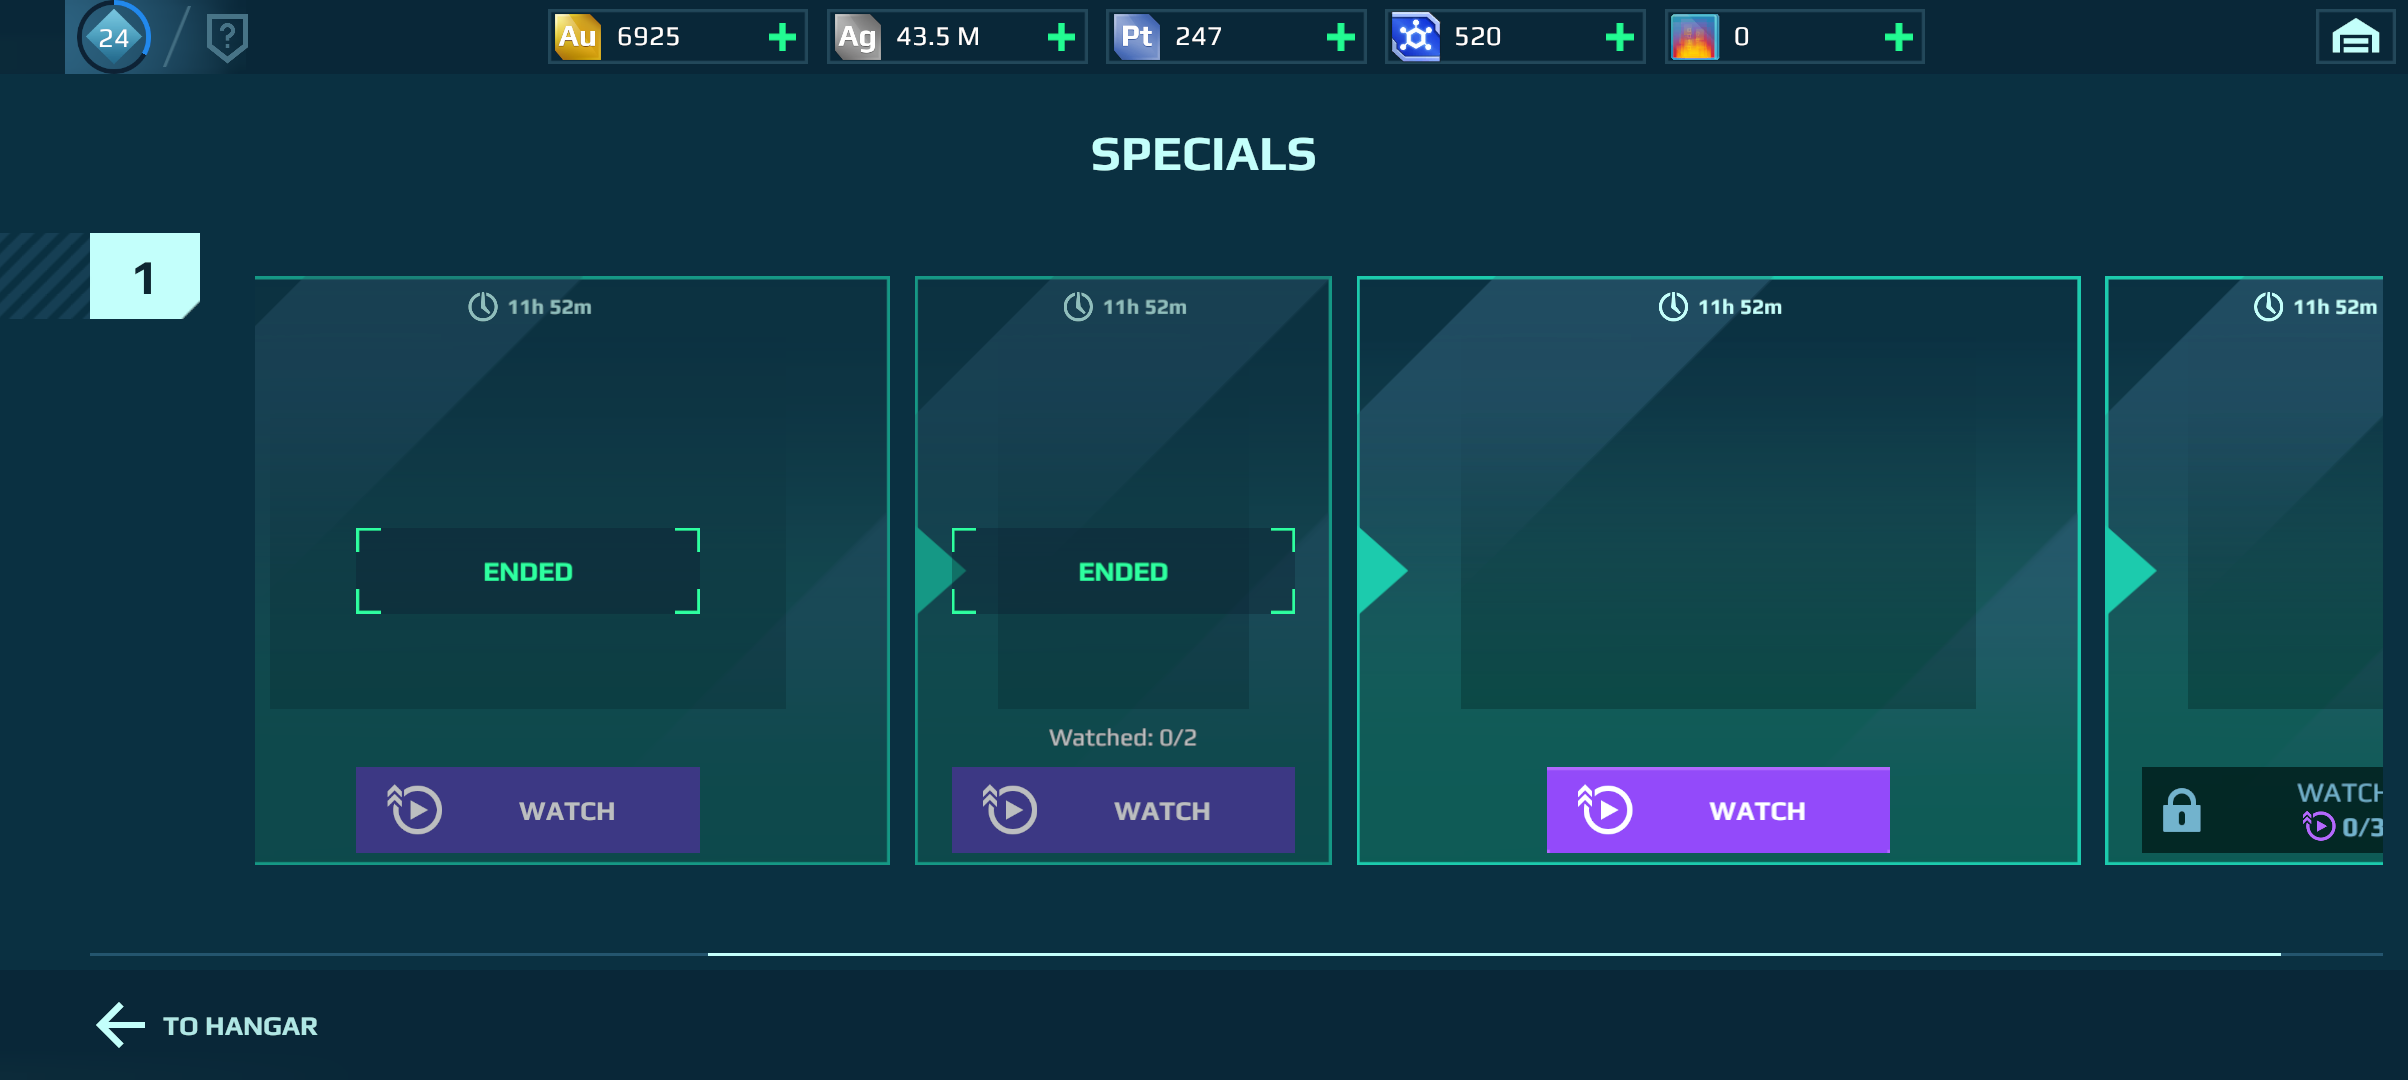 24
?
Au 6925
Ag 43.5 M
Pt 247
520
0
SPECIALS
1
11h 52m
ENDED
WATCH
11h 52m
ENDED
Watched: 0/2
WATCH
11h 52m
WATCH
11h 52m
WATCH
0/3
TO HANGAR